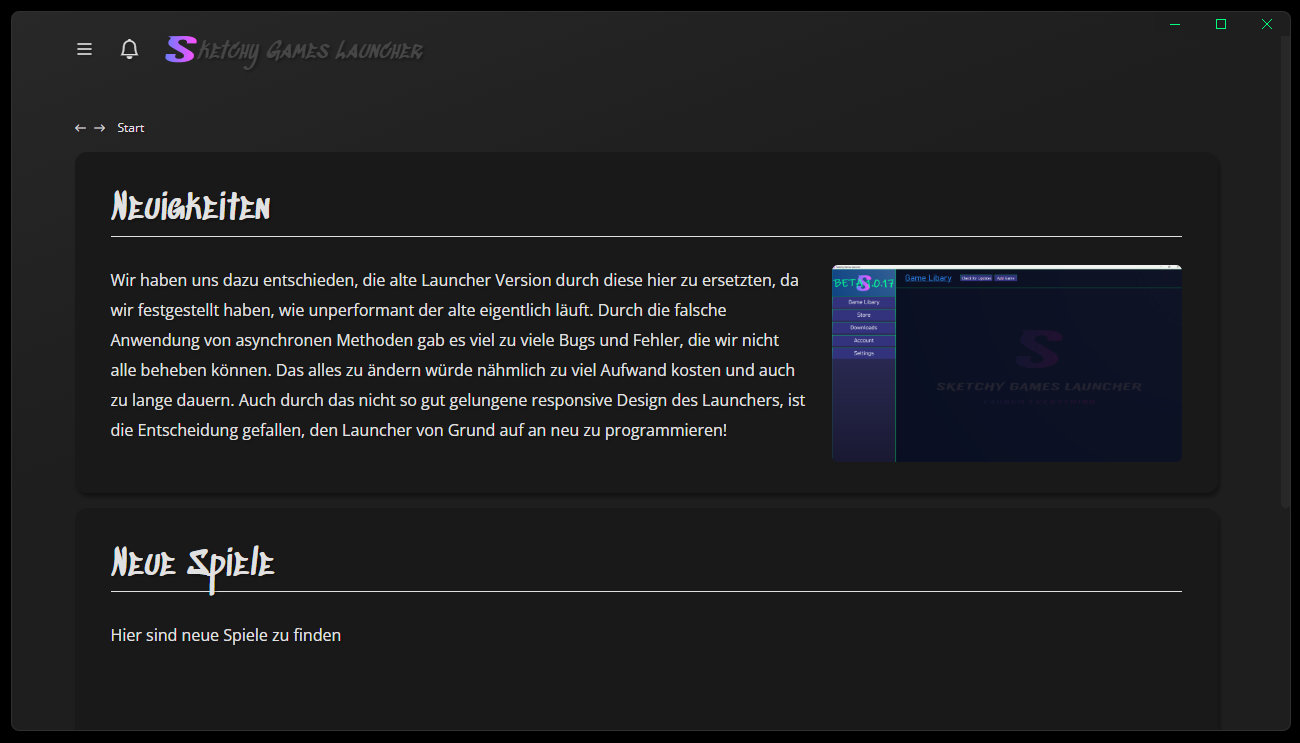 Sketchy Games Launcher
Start
Neuigkeiten
Wir haben uns dazu entschieden, die alte Launcher Version durch diese hier zu ersetzten, da
wir festgestellt haben, wie unperformant der alte eigentlich läuft. Durch die falsche
Anwendung von asynchronen Methoden gab es viel zu viele Bugs und Fehler, die wir nicht
alle beheben können. Das alles zu ändern würde nähmlich zu viel Aufwand kosten und auch
zu lange dauern. Auch durch das nicht so gut gelungene responsive Design des Launchers, ist
die Entscheidung gefallen, den Launcher von Grund auf an neu zu programmieren!
Game Libary
Check for Updates
Add Game
Game Libary
Store
Downloads
Account
Settings
SKETCHY GAMES LAUNCHER
Neue Spiele
Hier sind neue Spiele zu finden